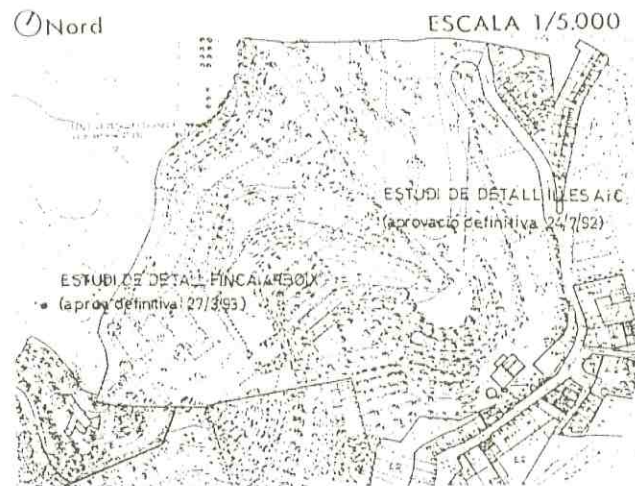 Nord
ESCALA 1/5.000
ESTUDI DE DETALL ILLES A i C
(aprovació definitiva 24/7/92)
ESTUDI DE DETALL FINCA ARBOIX
(aprov. definitiva 27/3/93)